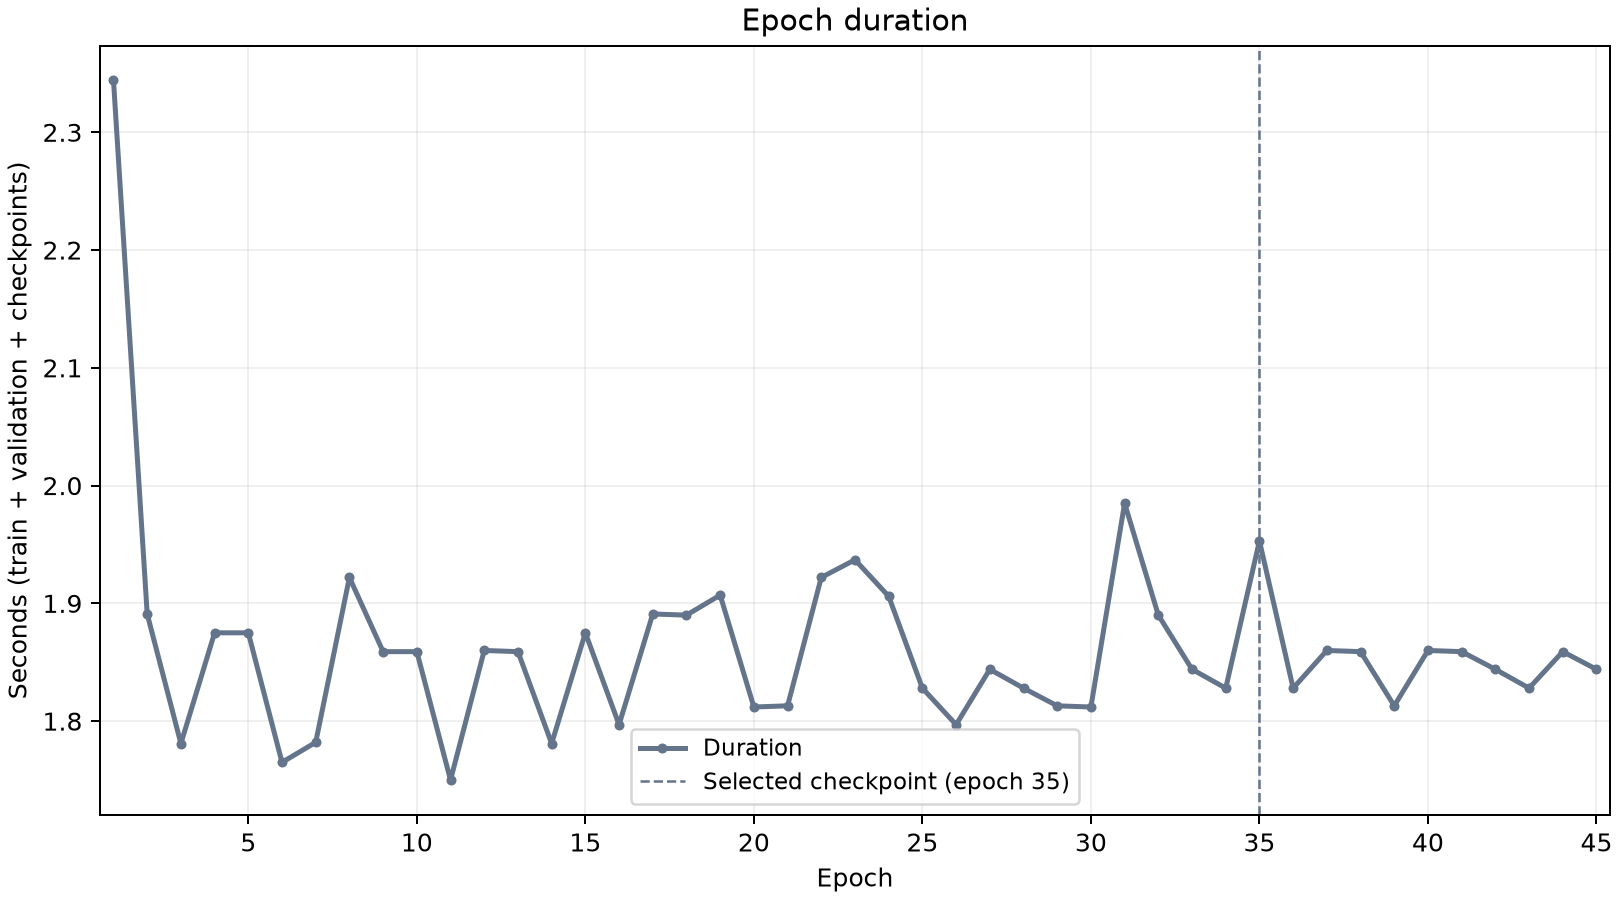 Epoch duration
Seconds (train + validation + checkpoints)
2.3
2.2
2.1
2.0
1.9
1.8
Duration
Selected checkpoint (epoch 35)
5 10 15 20 25 30 35 40 45
Epoch